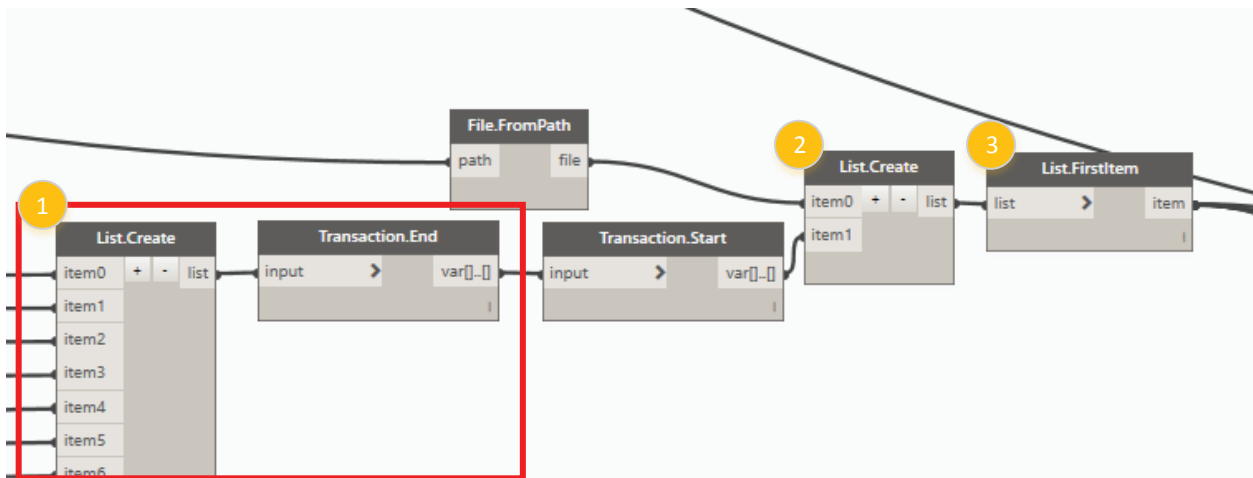 File.FromPath
path file
2
List.Create
item0 + - list
item1
3
List.FirstItem
list > item
l
1
List.Create
item0 + - list
item1
item2
item3
item4
item5
item6
Transaction.End
input > var[]..[]
l
Transaction.Start
input > var[]..[]
l